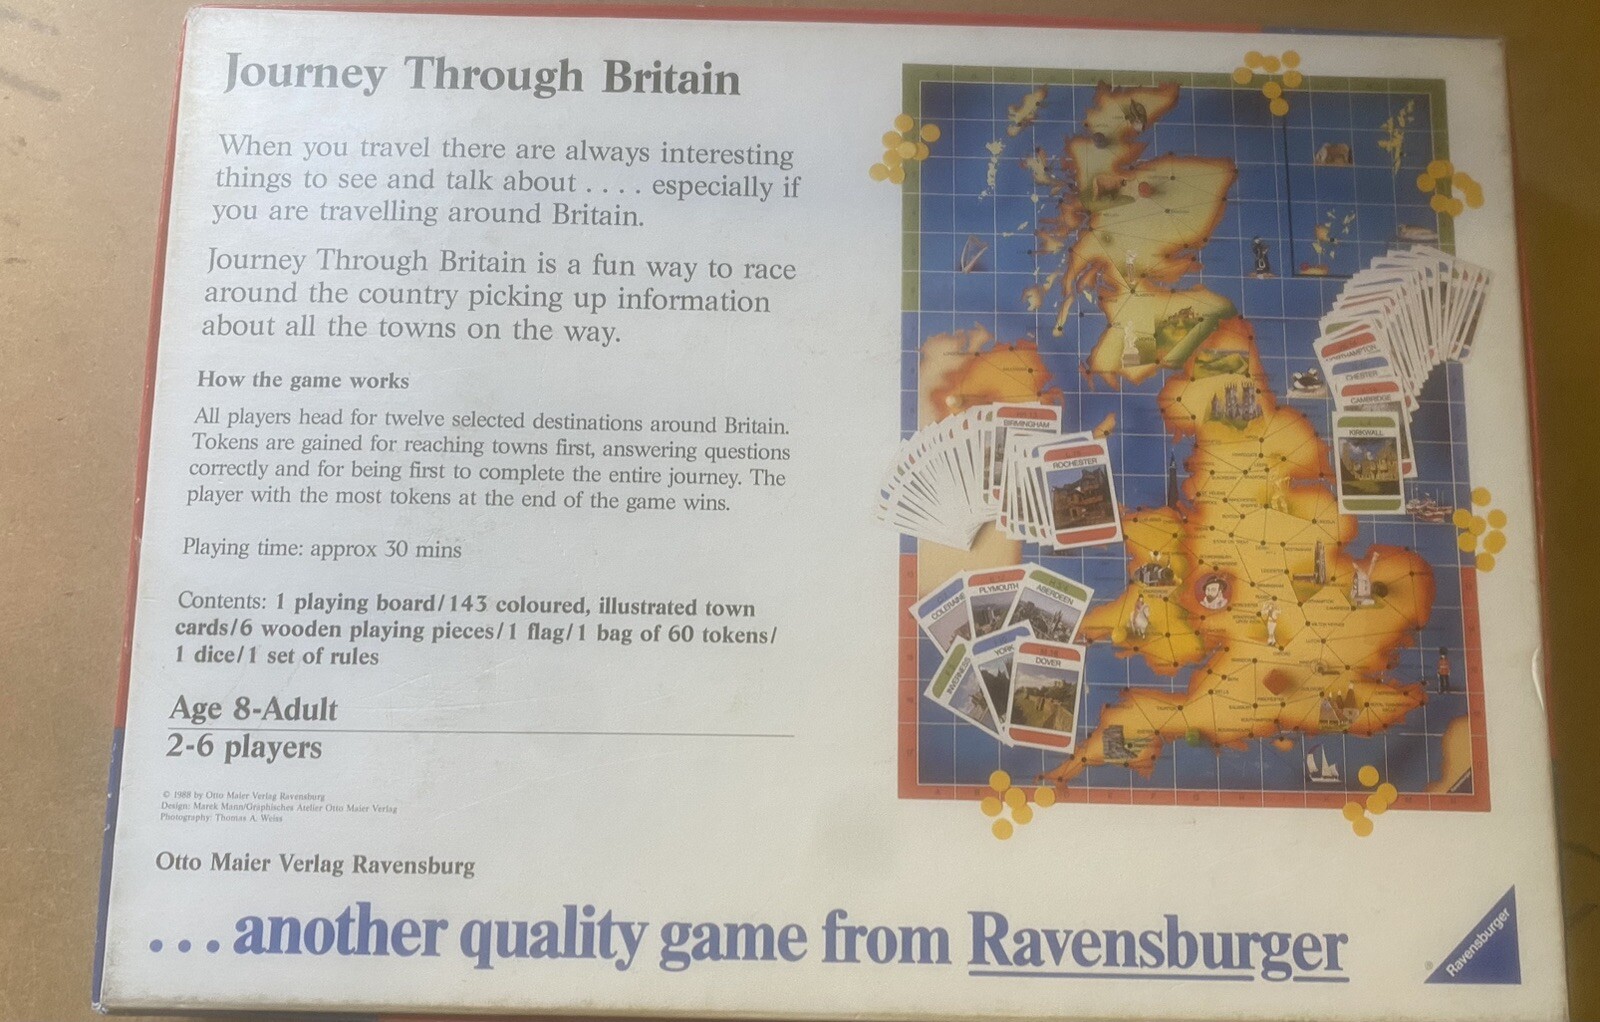 Journey Through Britain
When you travel there are always interesting
things to see and talk about . . . . especially if
you are travelling around Britain.
Journey Through Britain is a fun way to race
around the country picking up information
about all the towns on the way.
How the game works
All players head for twelve selected destinations around Britain.
Tokens are gained for reaching towns first, answering questions
correctly and for being first to complete the entire journey. The
player with the most tokens at the end of the game wins.
Playing time: approx 30 mins
Contents: 1 playing board/143 coloured, illustrated town
cards/6 wooden playing pieces/1 flag/1 bag of 60 tokens/
1 dice/1 set of rules
Age 8-Adult
2-6 players
© 1988 by Otto Maier Verlag Ravensburg
Design: Marek Mann/Graphisches Atelier Otto Maier Verlag
Photography: Thomas A. Weiss
Otto Maier Verlag Ravensburg
...another quality game from Ravensburger
CHESTER
CAMBRIDGE
KIRKWALL
BIRMINGHAM
ROCHESTER
COLERAINE
PLYMOUTH
ABERDEEN
INVERNESS
YORK
DOVER
® Ravensburger